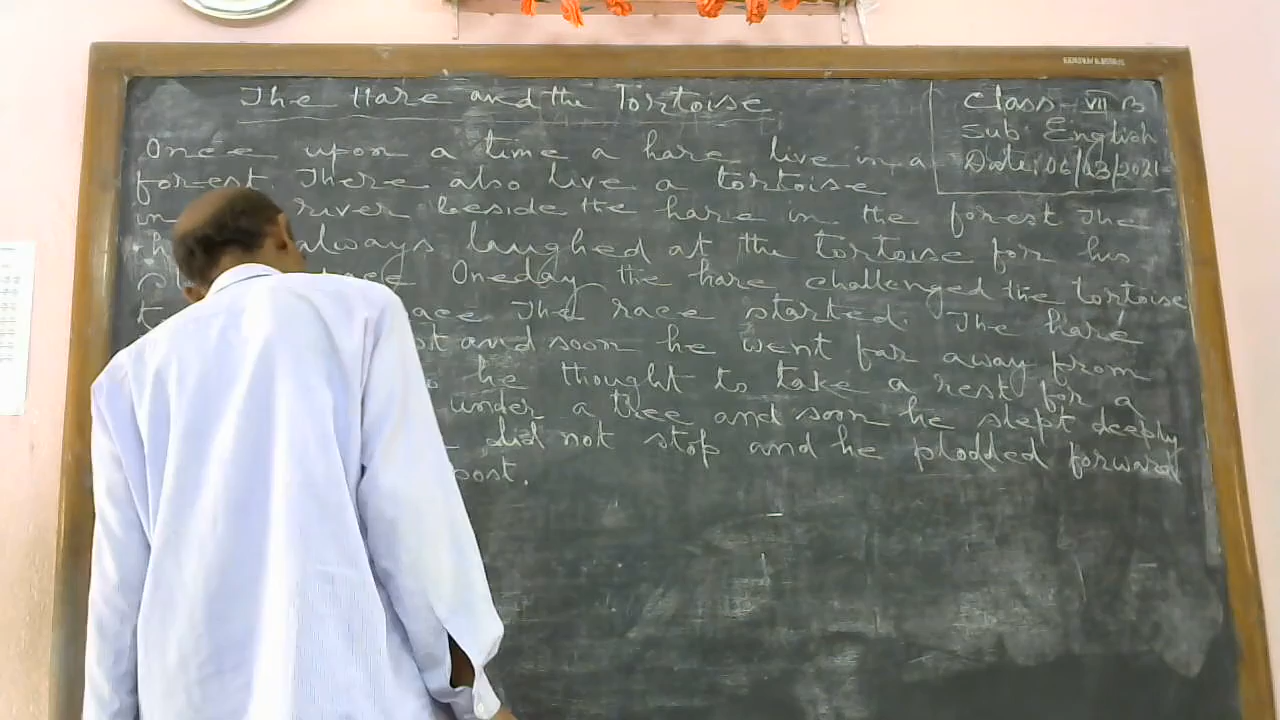 The Hare and the Tortoise
Class - VII B
Sub: English
Date: 06/03/2021
Once upon a time a hare live in a
forest. There also live a tortoise
in river beside the hare in the forest The
always laughed at the tortoise for his
Oneday the hare challenged the tortoise
The race started. The hare
and soon he went far away from
he thought to take a rest for a
under a tree and soon he slept deeply
did not stop and he plodded forward
post.